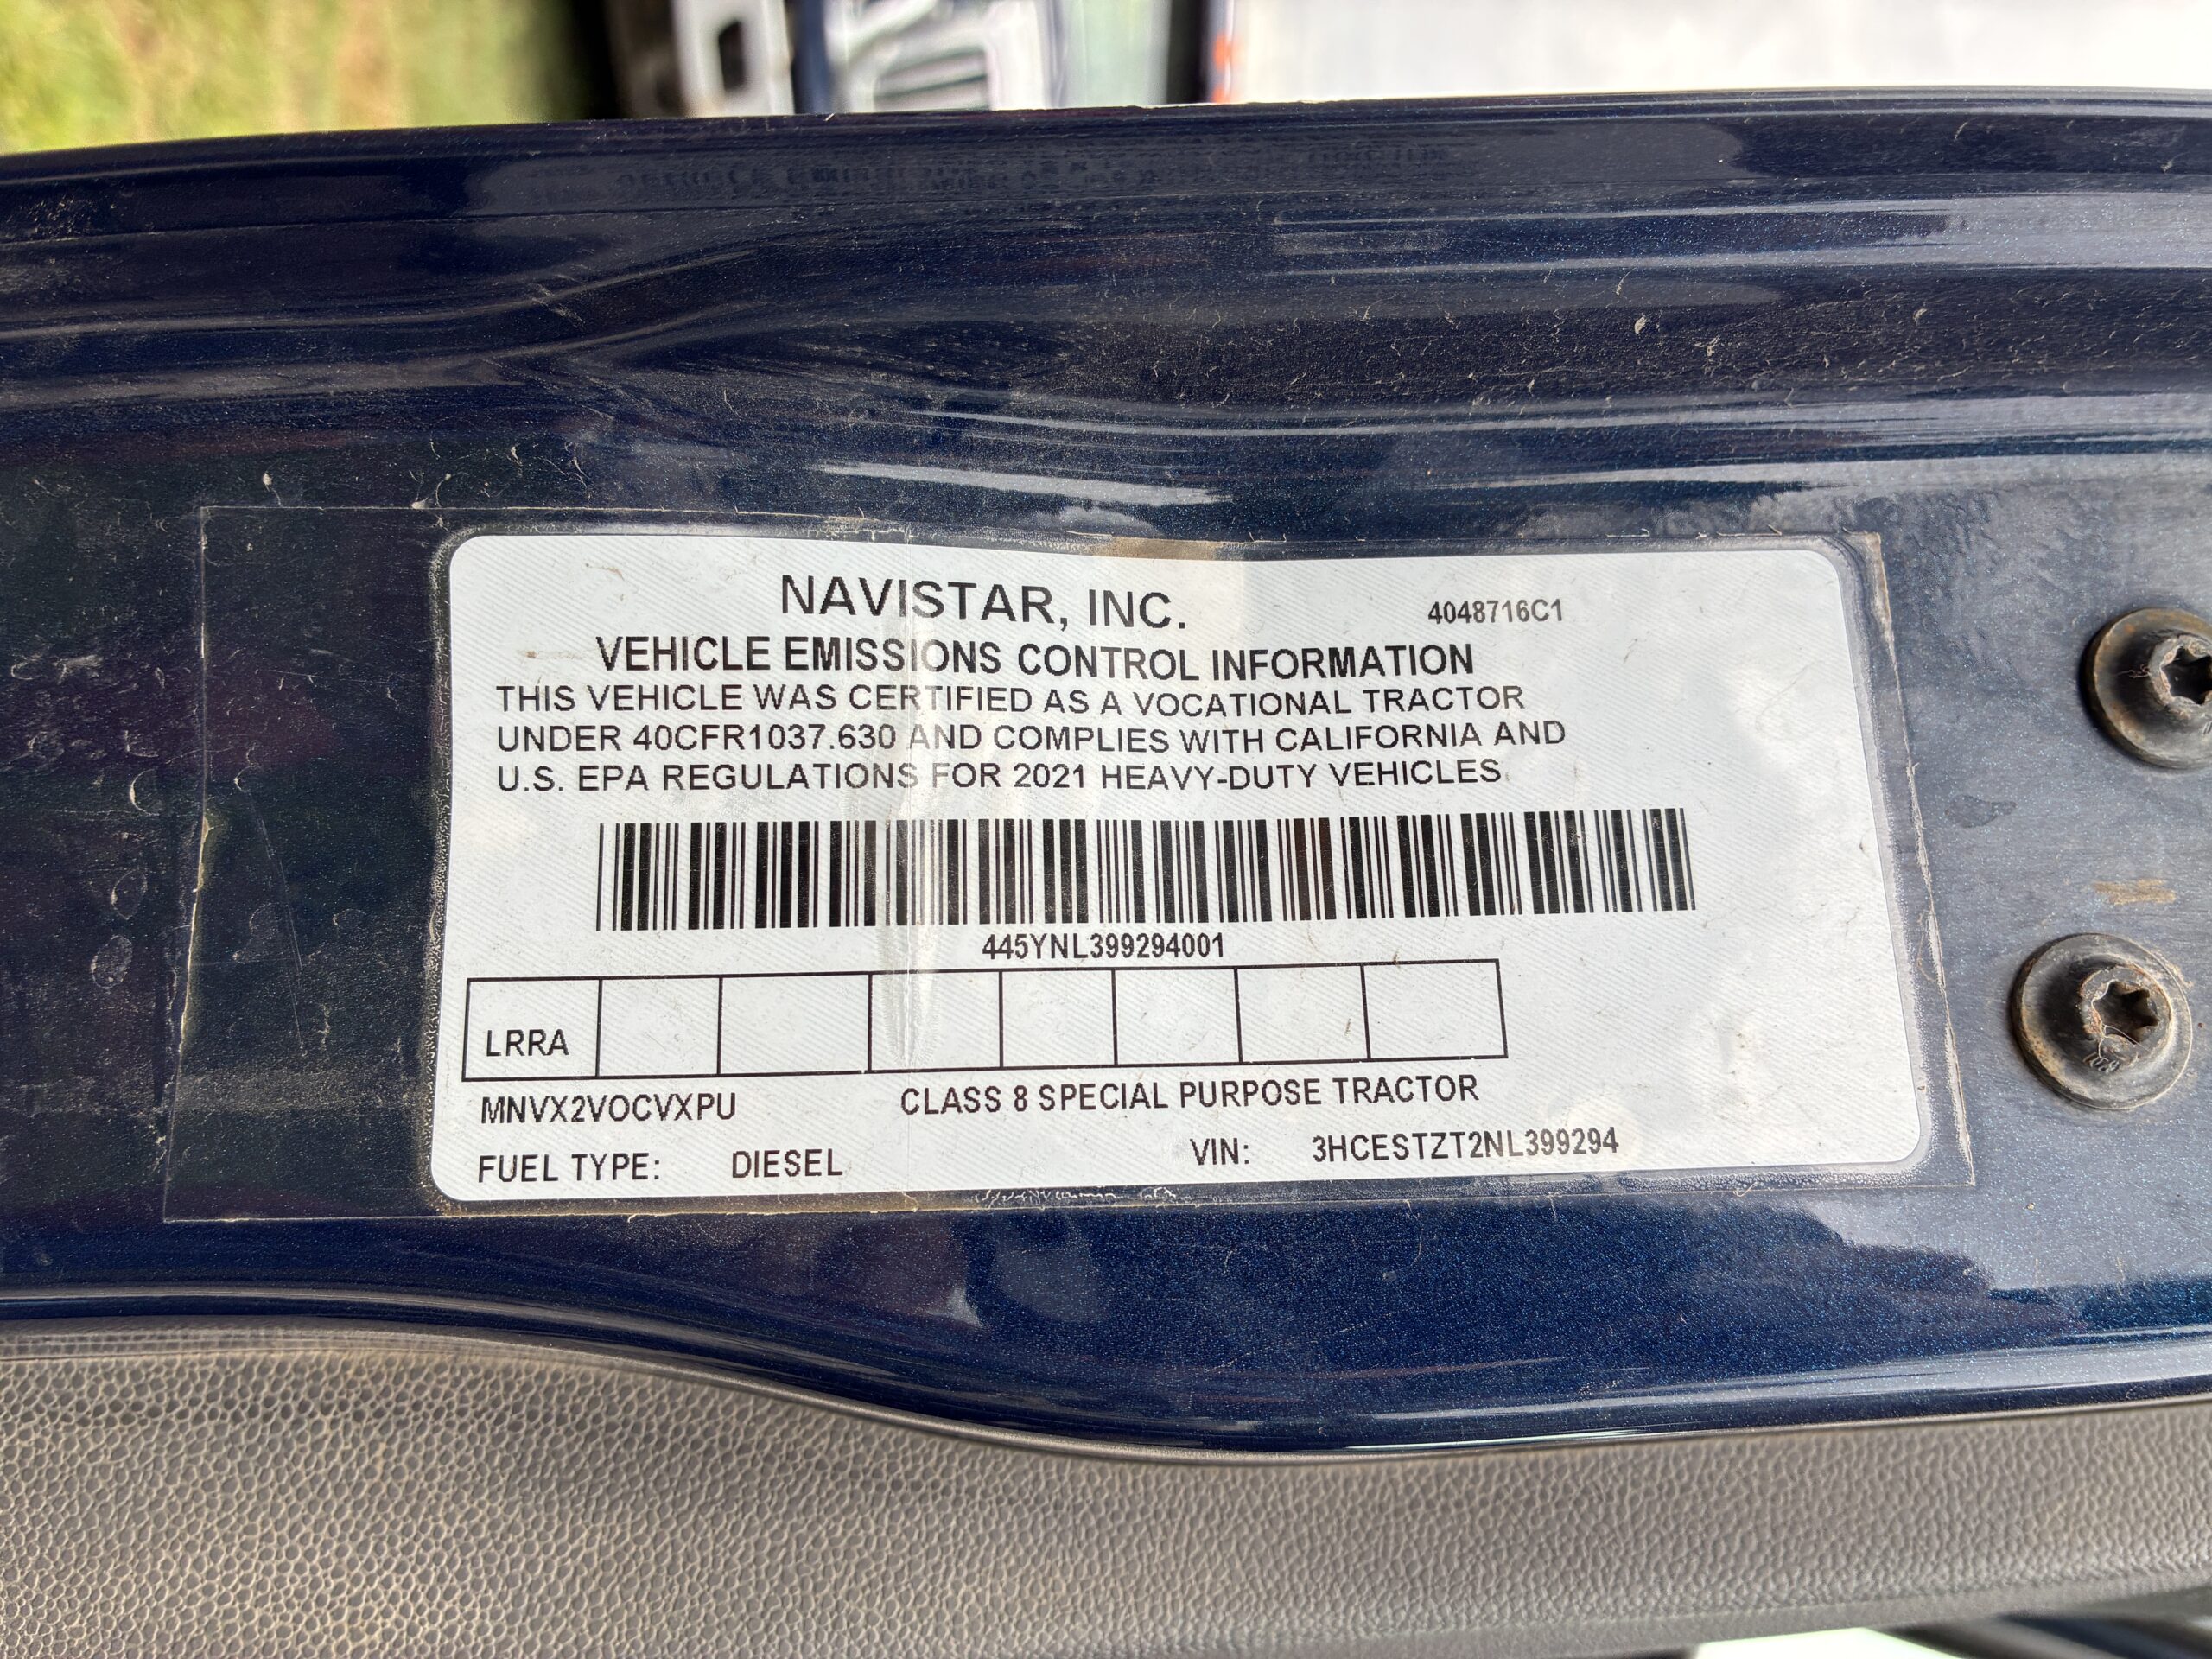 NAVISTAR, INC.
4048716C1
VEHICLE EMISSIONS CONTROL INFORMATION
THIS VEHICLE WAS CERTIFIED AS A VOCATIONAL TRACTOR
UNDER 40CFR1037.630 AND COMPLIES WITH CALIFORNIA AND
U.S. EPA REGULATIONS FOR 2021 HEAVY-DUTY VEHICLES
445YNL399294001
LRRA
MNVX2VOCVXPU CLASS 8 SPECIAL PURPOSE TRACTOR
FUEL TYPE: DIESEL VIN: 3HCESTZT2NL399294